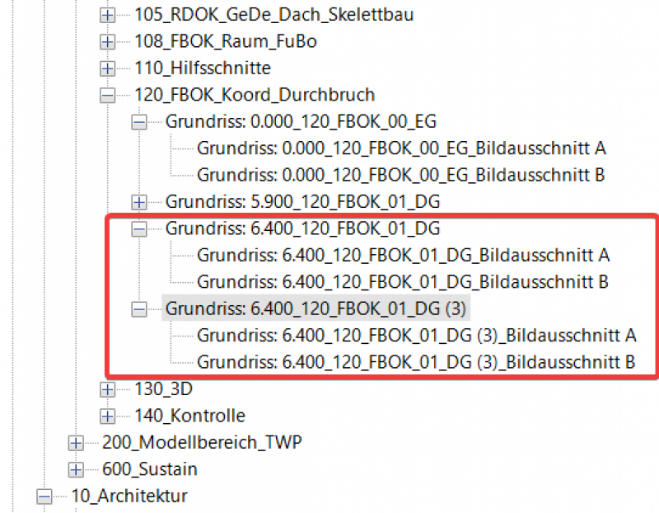 105_RDOK_GeDe_Dach_Skelettbau
108_FBOK_Raum_FuBo
110_Hilfsschnitte
120_FBOK_Koord_Durchbruch
Grundriss: 0.000_120_FBOK_00_EG
Grundriss: 0.000_120_FBOK_00_EG_Bildausschnitt A
Grundriss: 0.000_120_FBOK_00_EG_Bildausschnitt B
Grundriss: 5.900_120_FBOK_01_DG
Grundriss: 6.400_120_FBOK_01_DG
Grundriss: 6.400_120_FBOK_01_DG_Bildausschnitt A
Grundriss: 6.400_120_FBOK_01_DG_Bildausschnitt B
Grundriss: 6.400_120_FBOK_01_DG (3)
Grundriss: 6.400_120_FBOK_01_DG (3)_Bildausschnitt A
Grundriss: 6.400_120_FBOK_01_DG (3)_Bildausschnitt B
130_3D
140_Kontrolle
200_Modellbereich_TWP
600_Sustain
10_Architektur